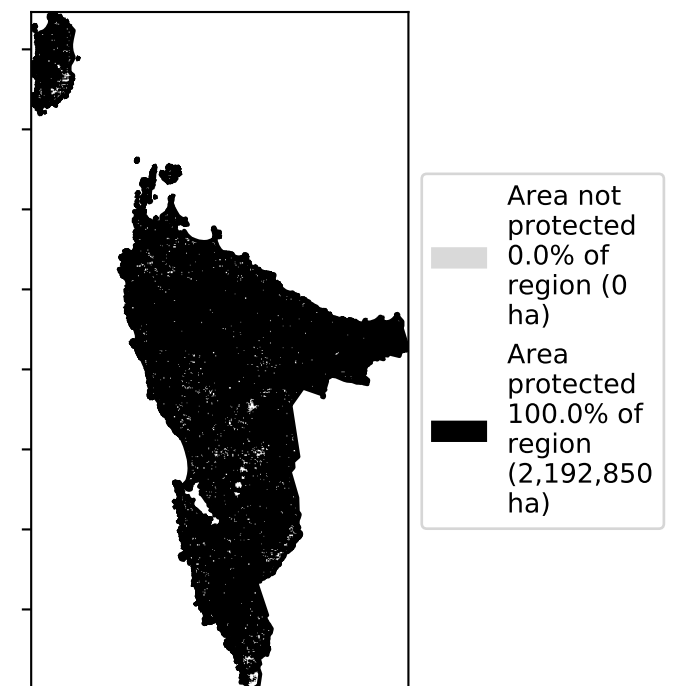 Area not
protected
0.0% of
region (0
ha)
Area
protected
100.0% of
region
(2,192,850
ha)